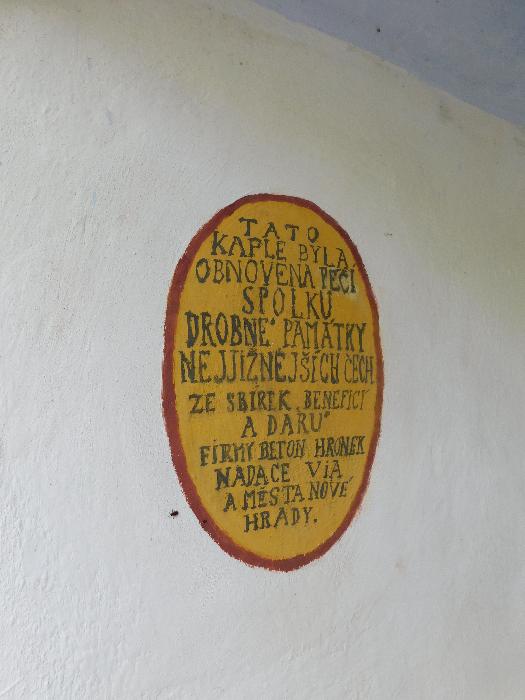 TATO
KAPLE BYLA
OBNOVENA PÉČÍ
SPOLKU
DROBNÉ PAMÁTKY
NEJJIŽNĚJŠÍCH ČECH
ZE SBÍREK, BENEFICÍ
A DARŮ
FIRMY BETON HRONEK
NADACE VIA
A MĚSTA NOVÉ
HRADY.